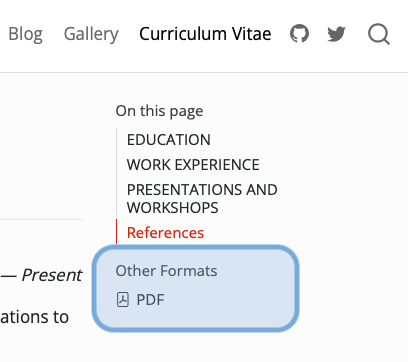 Blog Gallery Curriculum Vitae
On this page
EDUCATION
WORK EXPERIENCE
PRESENTATIONS AND
WORKSHOPS
References
— Present
Other Formats
PDF
ations to